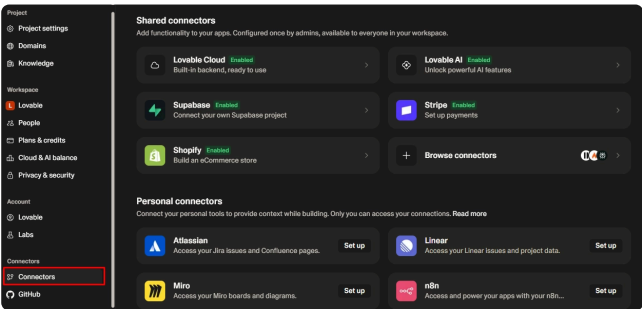 Project
Project settings
Domains
Knowledge
Workspace
L Lovable
People
Plans & credits
Cloud & AI balance
Privacy & security
Account
Lovable
Labs
Connectors
Connectors
GitHub
Shared connectors
Add functionality to your apps. Configured once by admins, available to everyone in your workspace.
Lovable Cloud Enabled
Built-in backend, ready to use
Lovable AI Enabled
Unlock powerful AI features
Supabase Enabled
Connect your own Supabase project
Stripe Enabled
Set up payments
Shopify Enabled
Build an eCommerce store
Browse connectors
Personal connectors
Connect your personal tools to provide context while building. Only you can access your connections. Read more
Atlassian
Access your Jira issues and Confluence pages.
Set up
Linear
Access your Linear issues and project data.
Set up
Miro
Access your Miro boards and diagrams.
Set up
n8n
Access and power your apps with your n8n...
Set up